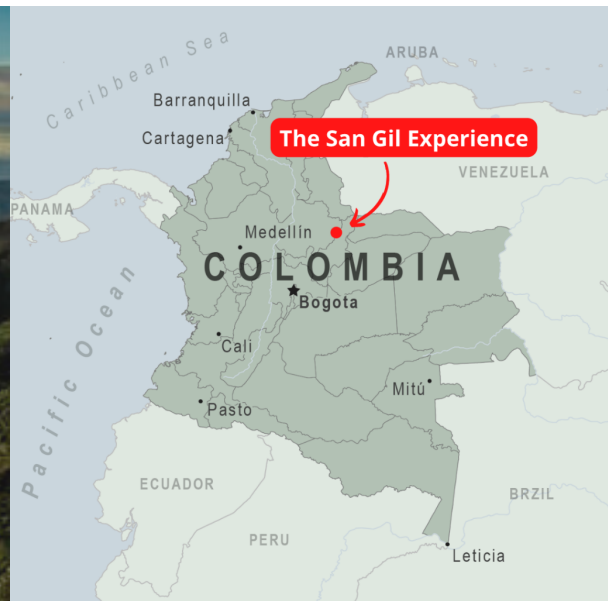 Caribbean Sea
ARUBA
Barranquilla
Cartagena
The San Gil Experience
VENEZUELA
PANAMA
Medellín
COLOMBIA
Bogota
Pacific Ocean
Cali
Mitú
Pasto
ECUADOR
BRZIL
PERU
Leticia